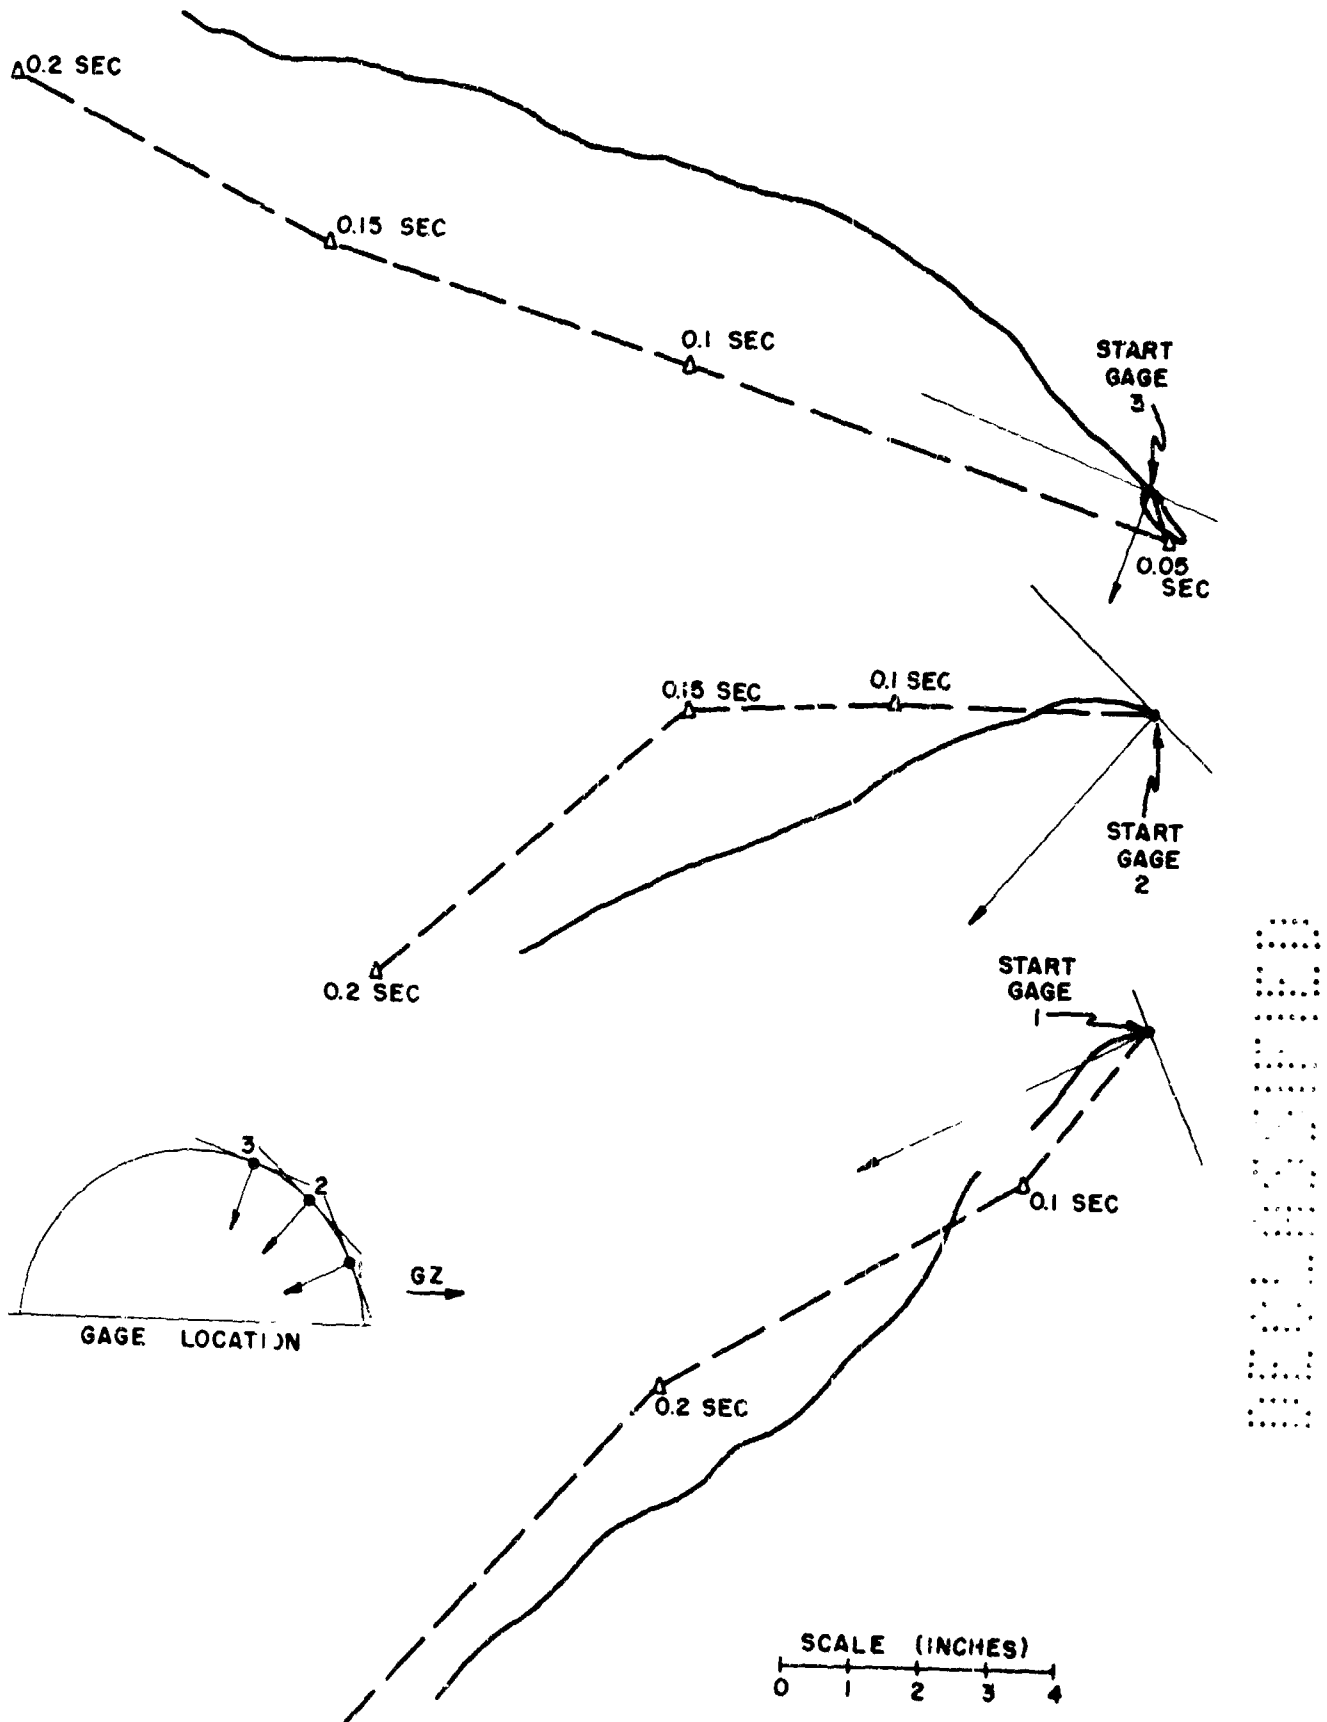 0.2 SEC
0.15 SEC
0.1 SEC
START
GAGE
3
0.05
SEC
0.15 SEC
0.1 SEC
START
GAGE
2
0.2 SEC
START
GAGE
1
0.1 SEC
3
2
GZ
GAGE LOCATION
0.2 SEC
SCALE (INCHES)
0 1 2 3 4